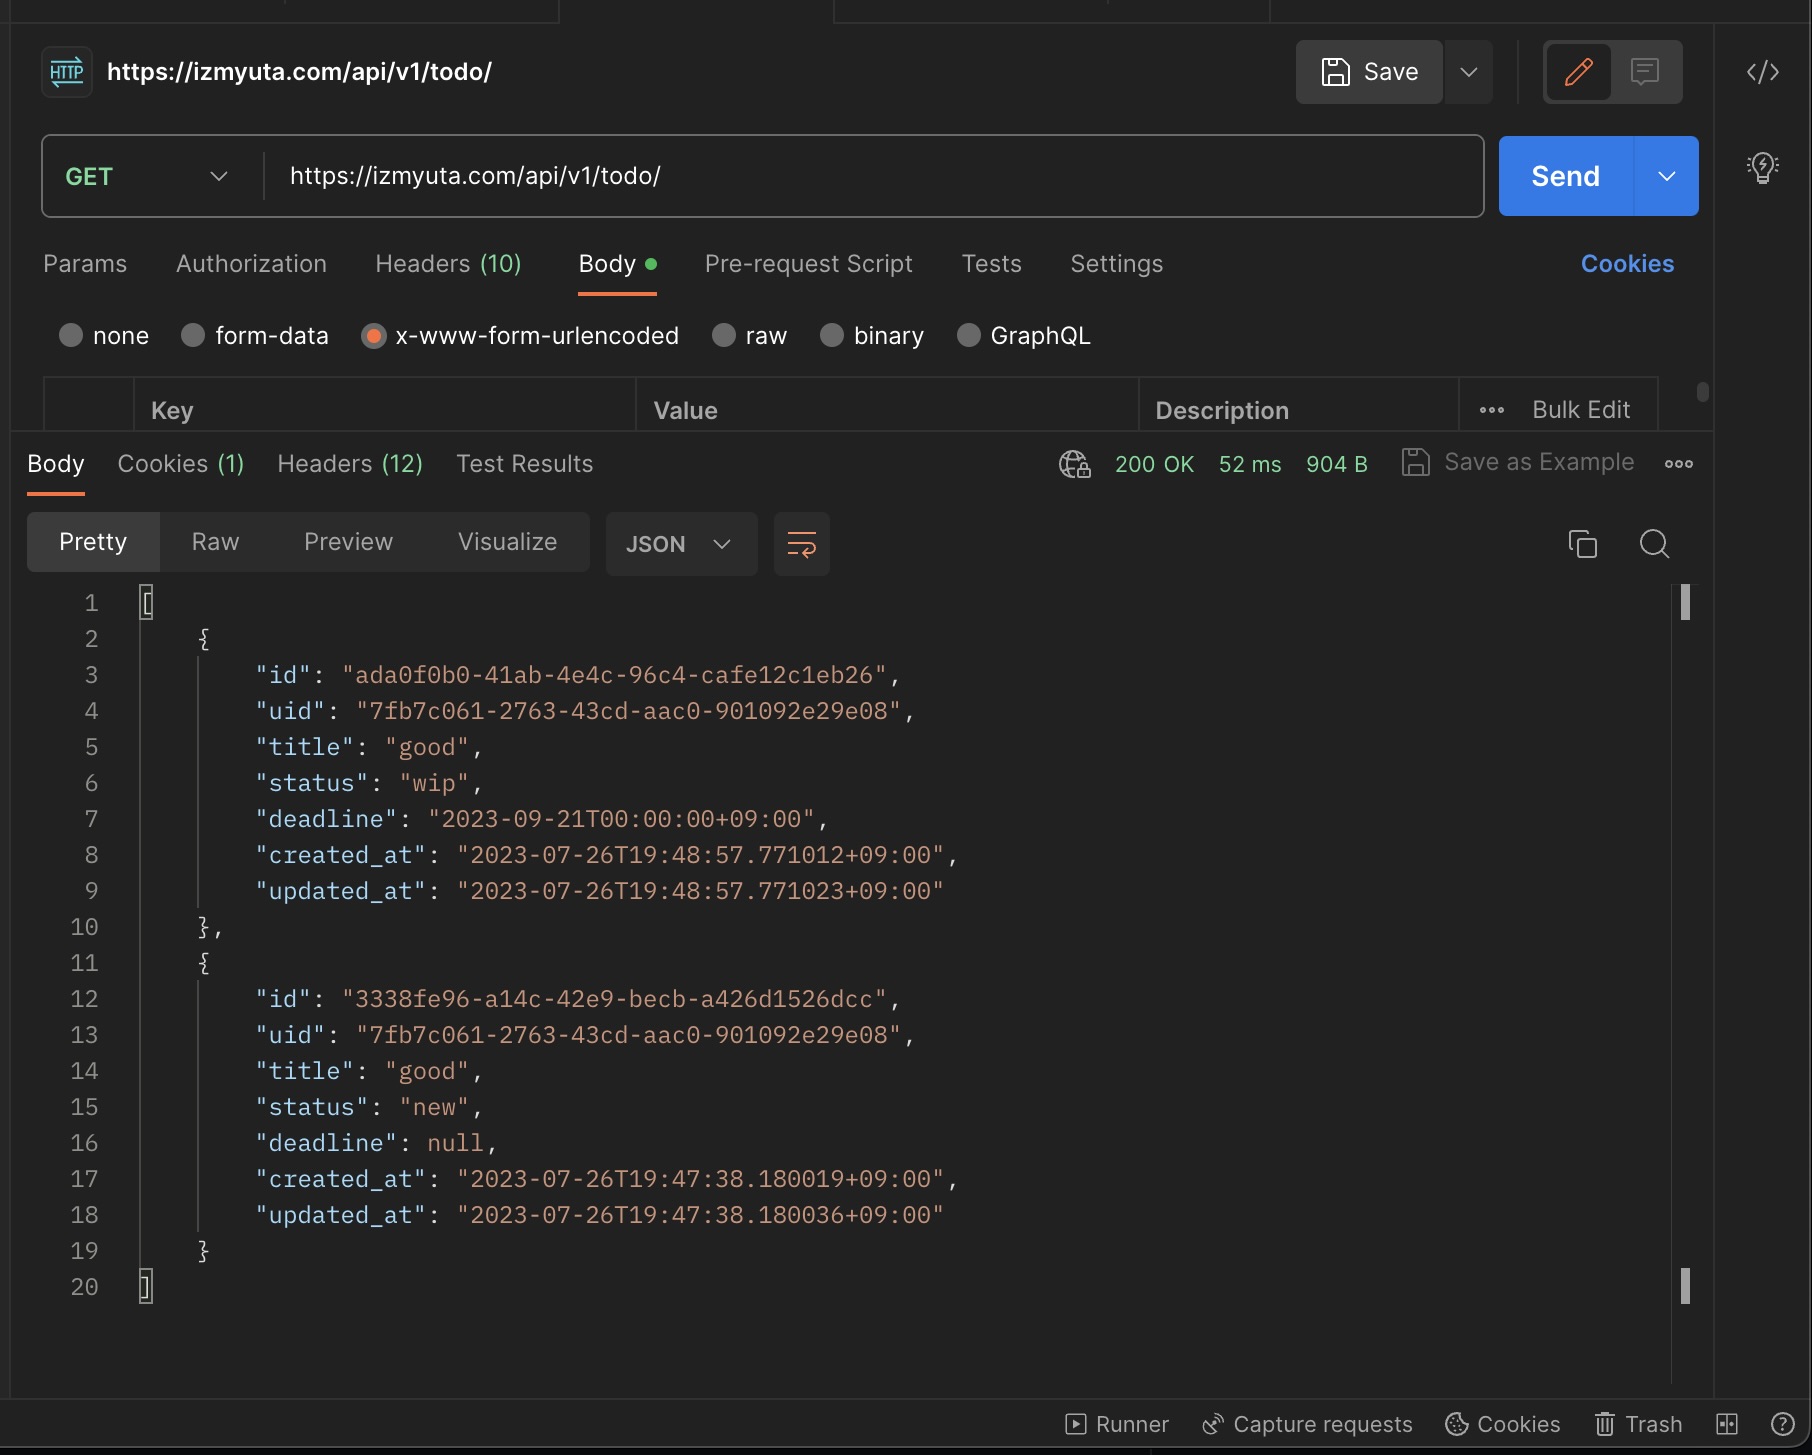 HTTP https://izmyuta.com/api/v1/todo/ Save
GET https://izmyuta.com/api/v1/todo/ Send
Params Authorization Headers (10) Body Pre-request Script Tests Settings Cookies
none form-data x-www-form-urlencoded raw binary GraphQL
Key Value Description Bulk Edit
Body Cookies (1) Headers (12) Test Results 200 OK 52 ms 904 B Save as Example
Pretty Raw Preview Visualize JSON
1 [
2 {
3 "id": "ada0f0b0-41ab-4e4c-96c4-cafe12c1eb26",
4 "uid": "7fb7c061-2763-43cd-aac0-901092e29e08",
5 "title": "good",
6 "status": "wip",
7 "deadline": "2023-09-21T00:00:00+09:00",
8 "created_at": "2023-07-26T19:48:57.771012+09:00",
9 "updated_at": "2023-07-26T19:48:57.771023+09:00"
10 },
11 {
12 "id": "3338fe96-a14c-42e9-becb-a426d1526dcc",
13 "uid": "7fb7c061-2763-43cd-aac0-901092e29e08",
14 "title": "good",
15 "status": "new",
16 "deadline": null,
17 "created_at": "2023-07-26T19:47:38.180019+09:00",
18 "updated_at": "2023-07-26T19:47:38.180036+09:00"
19 }
20 ]
Runner Capture requests Cookies Trash